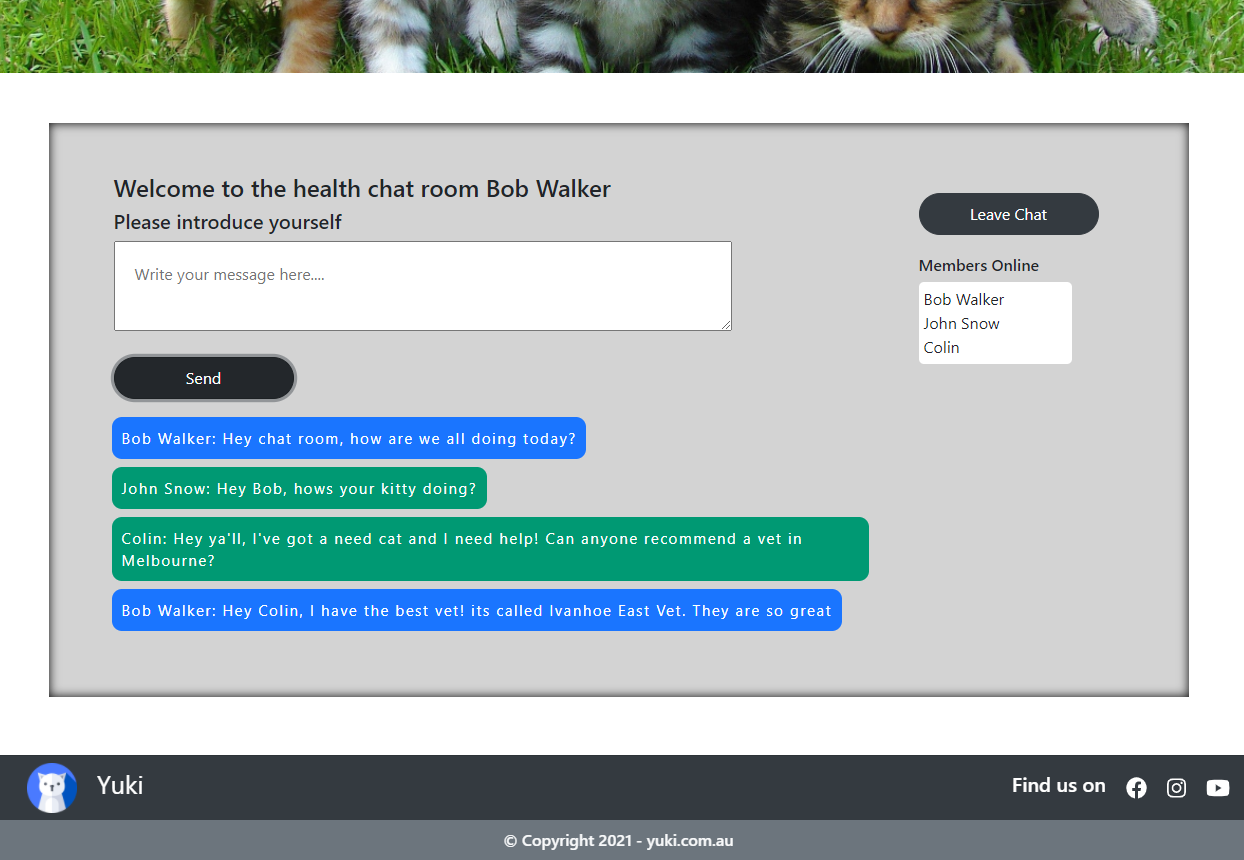 Welcome to the health chat room Bob Walker
Please introduce yourself
Write your message here....
Send
Leave Chat
Members Online
Bob Walker
John Snow
Colin
Bob Walker: Hey chat room, how are we all doing today?
John Snow: Hey Bob, hows your kitty doing?
Colin: Hey ya'll, I've got a need cat and I need help! Can anyone recommend a vet in
Melbourne?
Bob Walker: Hey Colin, I have the best vet! its called Ivanhoe East Vet. They are so great
Yuki
Find us on
© Copyright 2021 - yuki.com.au